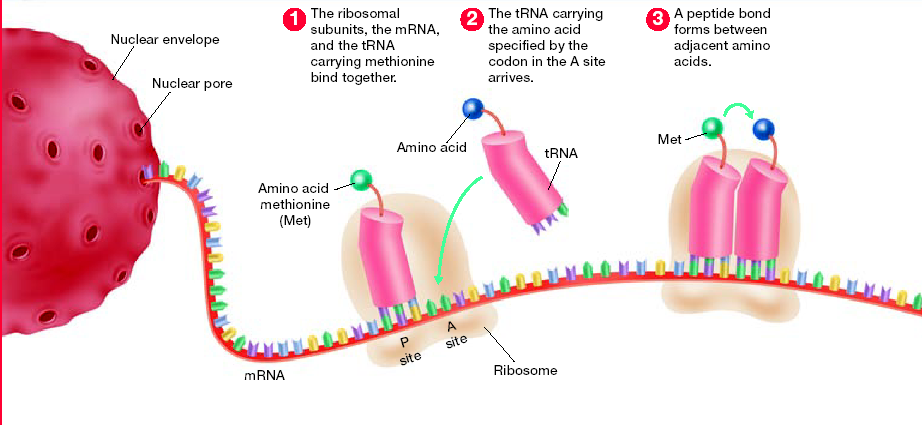 1 The ribosomal
subunits, the mRNA,
and the tRNA
carrying methionine
bind together.
2 The tRNA carrying
the amino acid
specified by the
codon in the A site
arrives.
3 A peptide bond
forms between
adjacent amino
acids.
Nuclear envelope
Nuclear pore
Amino acid
tRNA
Met
Amino acid
methionine
(Met)
P
site
A
site
Ribosome
mRNA